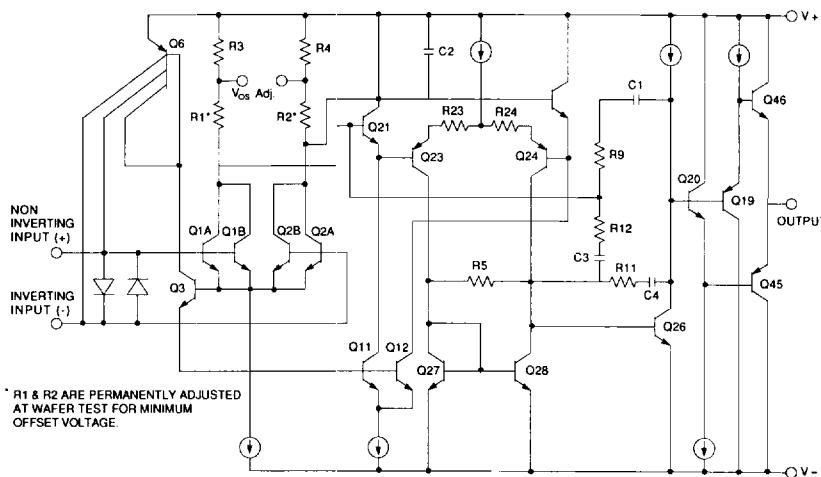 V+
Q6
R3
R4
C2
V_OS Adj.
R1*
R2*
Q21
R23
R24
Q23
Q24
C1
R9
R12
C3
R11
C4
Q46
Q20
Q19
OUTPUT
Q45
NON
INVERTING
INPUT (+)
Q1A
Q1B
Q2B
Q2A
Q3
INVERTING
INPUT (-)
R5
Q26
Q11
Q12
Q27
Q28
* R1 & R2 ARE PERMANENTLY ADJUSTED
AT WAFER TEST FOR MINIMUM
OFFSET VOLTAGE.
V-